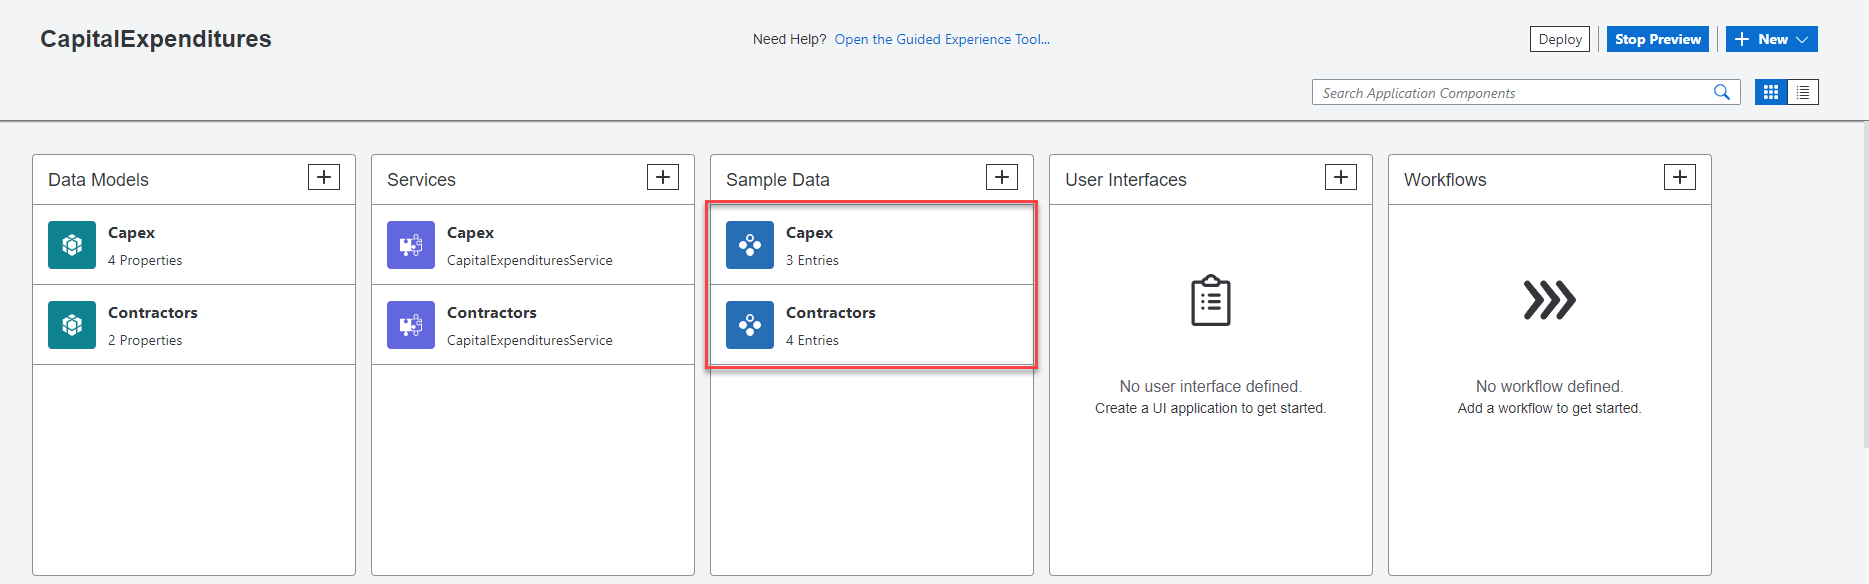 CapitalExpenditures
Need Help? Open the Guided Experience Tool...
Deploy
Stop Preview
New
Search Application Components
Data Models
Capex
4 Properties
Contractors
2 Properties
Services
Capex
CapitalExpendituresService
Contractors
CapitalExpendituresService
Sample Data
Capex
3 Entries
Contractors
4 Entries
User Interfaces
No user interface defined.
Create a UI application to get started.
Workflows
No workflow defined.
Add a workflow to get started.